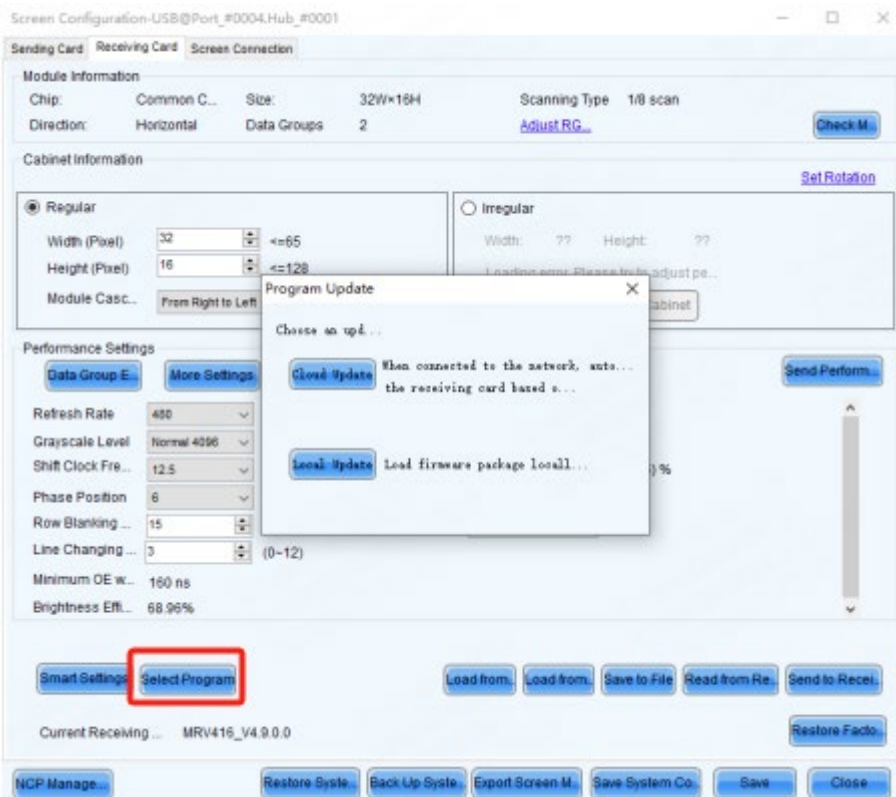 Screen Configuration-USB@Port_#0004.Hub_#0001
Sending Card Receiving Card Screen Connection
Module Information
Chip: Common C... Size: 32W×16H Scanning Type 1/8 scan
Direction: Horizontal Data Groups 2 Adjust RG... Check M...
Cabinet Information
Set Rotation
Regular Irregular
Width (Pixel) 32 <=65 Width: ?? Height: ??
Height (Pixel) 16 <=128 Loading error. Please try to adjust pe...
Module Casc... From Right to Left abinet
Program Update
Choose an upd...
Cloud Update When connected to the network, auto...
the receiving card based o...
Local Update Load firmware package locall...
Performance Settings
Data Group E... More Settings Send Perform...
Refresh Rate 480
Grayscale Level Normal 4096
Shift Clock Fre... 12.5 ) %
Phase Position 6
Row Blanking ... 15
Line Changing ... 3 (0~12)
Minimum OE w... 160 ns
Brightness Effi... 68.96%
Smart Settings Select Program Load from... Load from... Save to File Read from Re... Send to Recei...
Current Receiving ... MRV416_V4.9.0.0 Restore Facto...
NCP Manage... Restore Syste... Back Up Syste... Export Screen M... Save System Co... Save Close